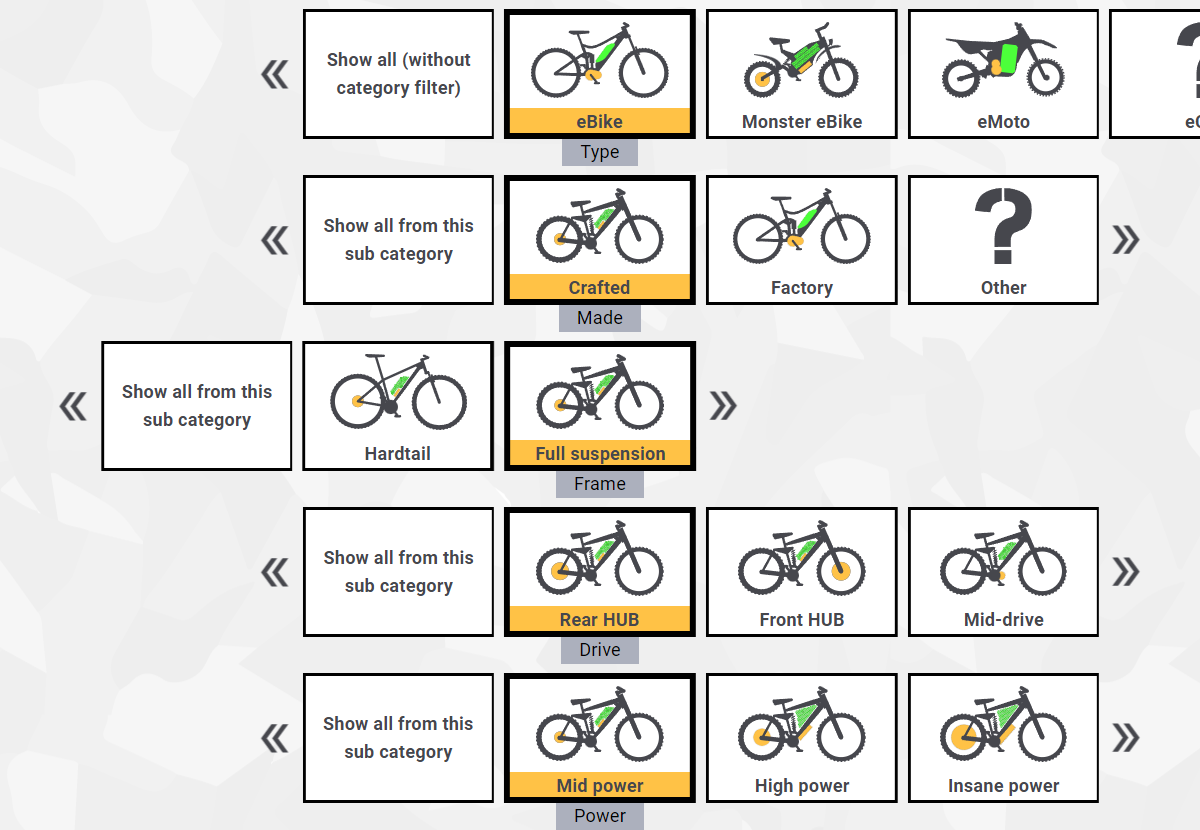 Show all (without
category filter)
eBike
Monster eBike
eMoto
Type
Show all from this
sub category
Crafted
Factory
Other
Made
Show all from this
sub category
Hardtail
Full suspension
Frame
Show all from this
sub category
Rear HUB
Front HUB
Mid-drive
Drive
Show all from this
sub category
Mid power
High power
Insane power
Power